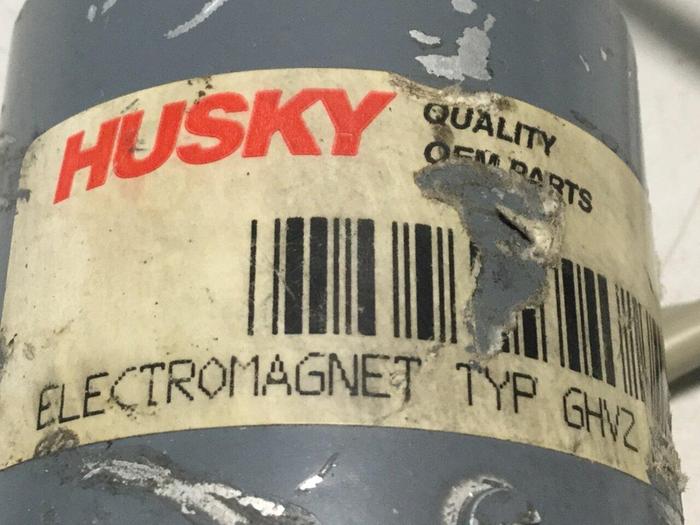 HUSKY
QUALITY
OEM PARTS
ELECTROMAGNET TYP GHVZ